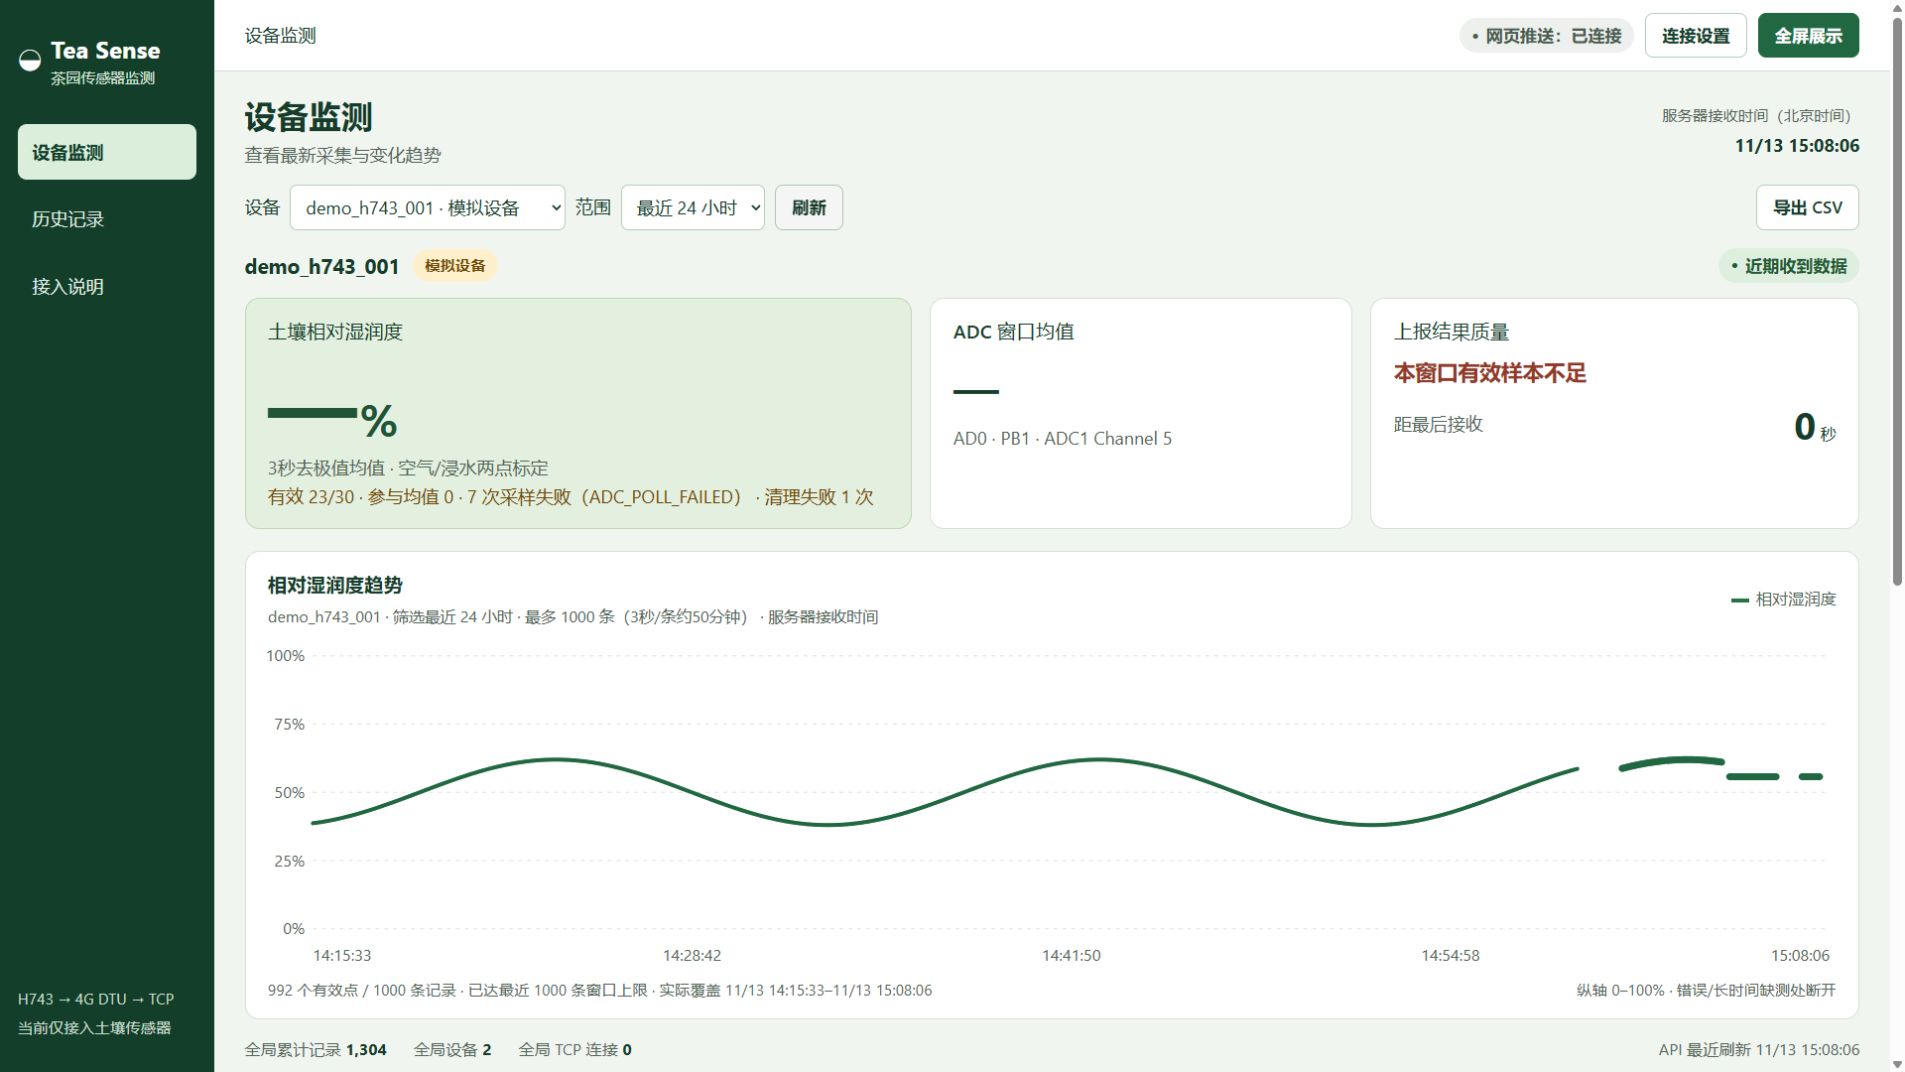 Tea Sense
茶园传感器监测
设备监测
历史记录
接入说明
H743 → 4G DTU → TCP
当前仅接入土壤传感器
设备监测
• 网页推送：已连接
连接设置
全屏展示
设备监测
查看最新采集与变化趋势
服务器接收时间（北京时间）
11/13 15:08:06
设备
demo_h743_001 · 模拟设备
范围
最近 24 小时
刷新
导出 CSV
demo_h743_001
模拟设备
• 近期收到数据
土壤相对湿润度
—%
3秒去极值均值 · 空气/浸水两点标定
有效 23/30 · 参与均值 0 · 7 次采样失败（ADC_POLL_FAILED） · 清理失败 1 次
ADC 窗口均值
—
AD0 · PB1 · ADC1 Channel 5
上报结果质量
本窗口有效样本不足
距最后接收
0 秒
相对湿润度趋势
demo_h743_001 · 筛选最近 24 小时 · 最多 1000 条（3秒/条约50分钟） · 服务器接收时间
相对湿润度
100%
75%
50%
25%
0%
14:15:33
14:28:42
14:41:50
14:54:58
15:08:06
992 个有效点 / 1000 条记录 · 已达最近 1000 条窗口上限 · 实际覆盖 11/13 14:15:33–11/13 15:08:06
纵轴 0–100% · 错误/长时间缺测处断开
全局累计记录 1,304
全局设备 2
全局 TCP 连接 0
API 最近刷新 11/13 15:08:06